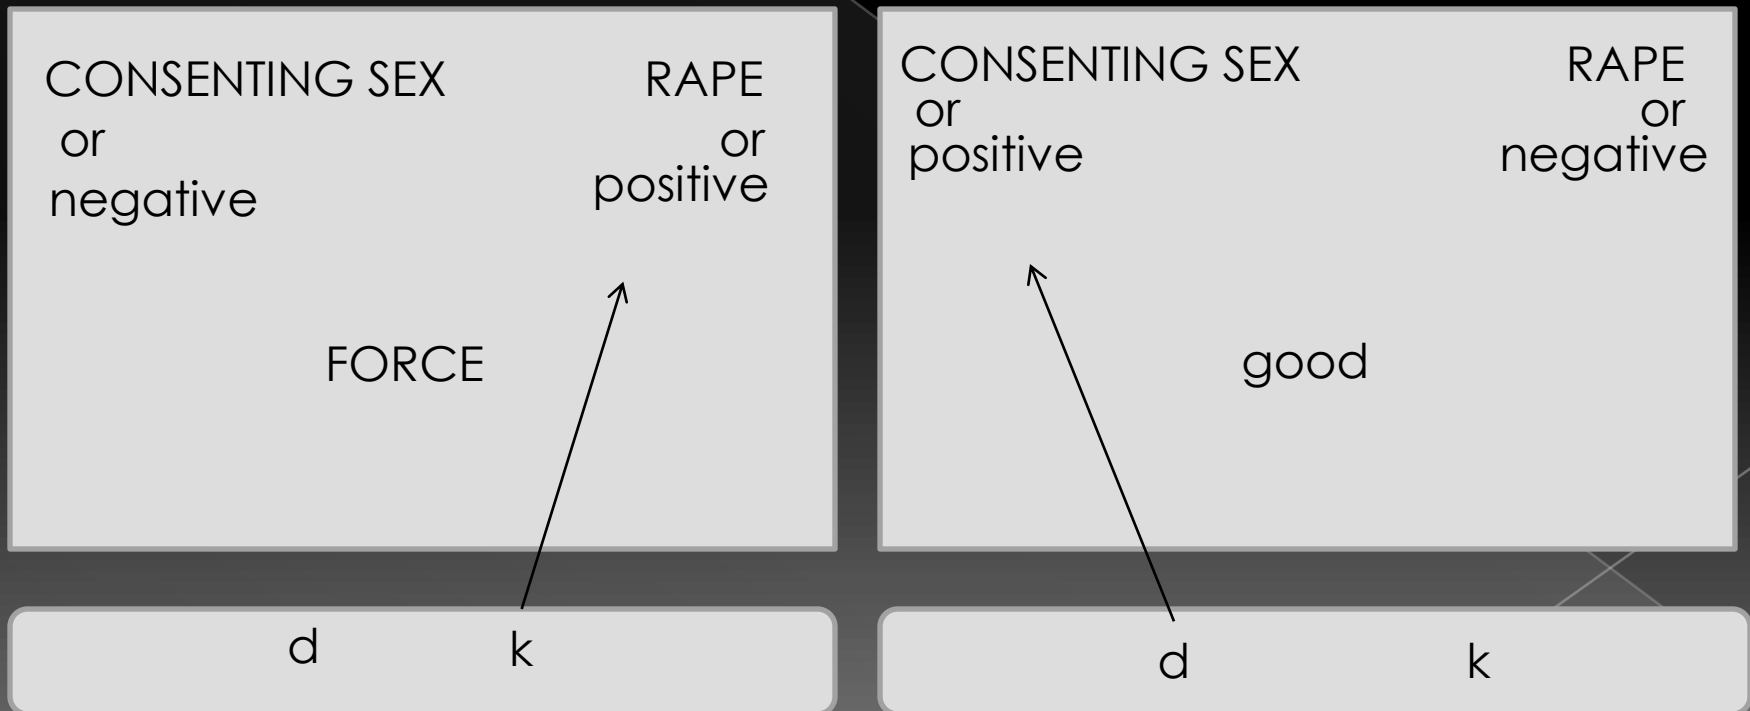 CONSENTING SEX RAPE
or or
negative positive
FORCE
d k
CONSENTING SEX RAPE
or or
positive negative
good
d k